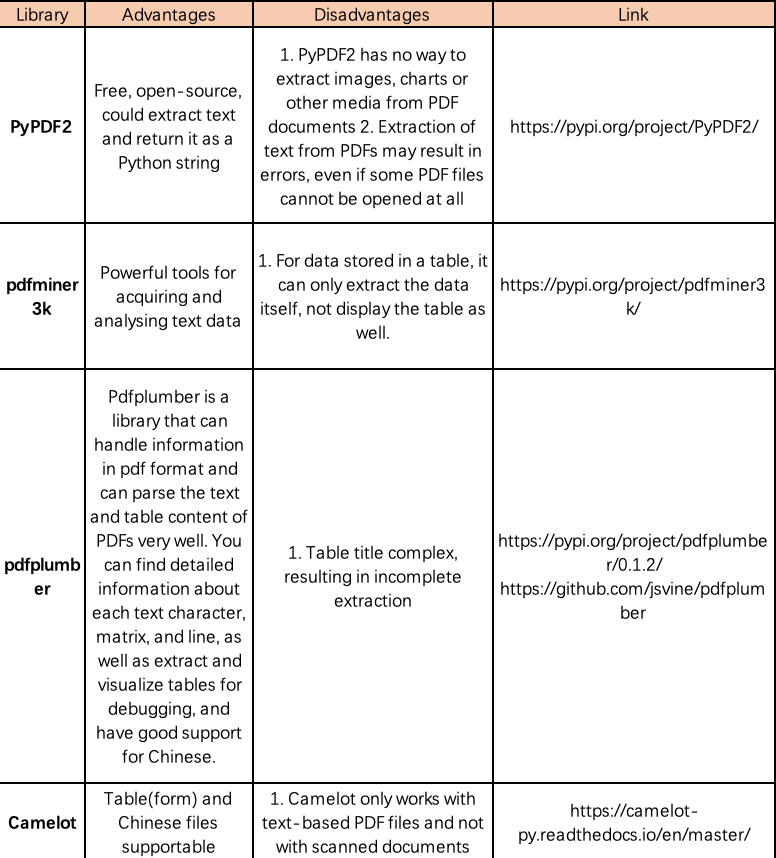 Library Advantages Disadvantages Link
PyPDF2
Free, open-source,
could extract text
and return it as a
Python string
1. PyPDF2 has no way to
extract images, charts or
other media from PDF
documents 2. Extraction of
text from PDFs may result in
errors, even if some PDF files
cannot be opened at all
https://pypi.org/project/PyPDF2/
pdfminer
3k
Powerful tools for
acquiring and
analysing text data
1. For data stored in a table, it
can only extract the data
itself, not display the table as
well.
https://pypi.org/project/pdfminer3
k/
pdfplumb
er
Pdfplumber is a
library that can
handle information
in pdf format and
can parse the text
and table content of
PDFs very well. You
can find detailed
information about
each text character,
matrix, and line, as
well as extract and
visualize tables for
debugging, and
have good support
for Chinese.
1. Table title complex,
resulting in incomplete
extraction
https://pypi.org/project/pdfplumbe
r/0.1.2/
https://github.com/jsvine/pdfplum
ber
Camelot
Table(form) and
Chinese files
supportable
1. Camelot only works with
text-based PDF files and not
with scanned documents
https://camelot-
py.readthedocs.io/en/master/